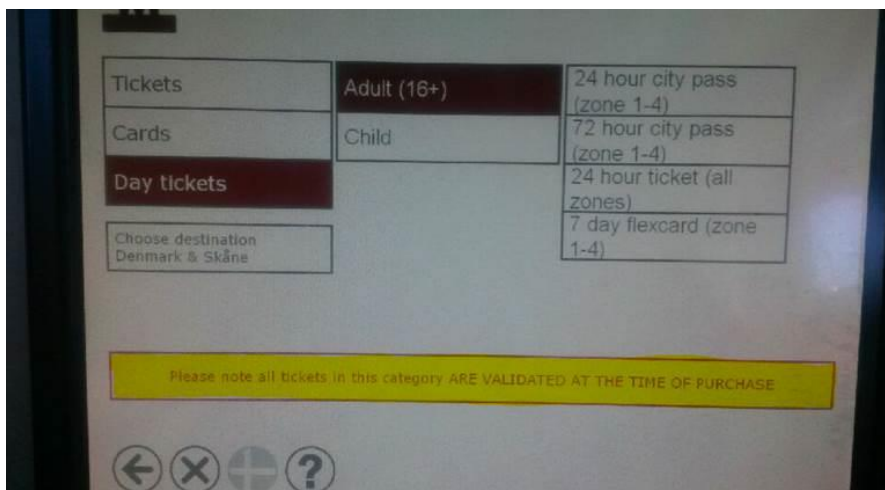 Tickets
Cards
Day tickets
Choose destination
Denmark & Skåne
Adult (16+)
Child
24 hour city pass
(zone 1-4)
72 hour city pass
(zone 1-4)
24 hour ticket (all
zones)
7 day flexcard (zone
1-4)
Please note all tickets in this category ARE VALIDATED AT THE TIME OF PURCHASE
?